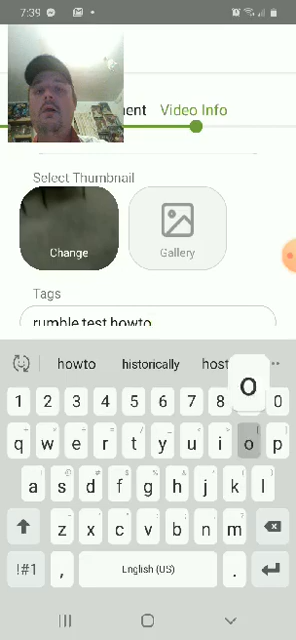 7:39
ment Video Info
Select Thumbnail
Change
Gallery
Tags
rumble test howto
howto historically host
o
1 2 3 4 5 6 7 8 0
q w e r t y u i o p
a s d f g h j k l
z x c v b n m
!#1 , English (US) .